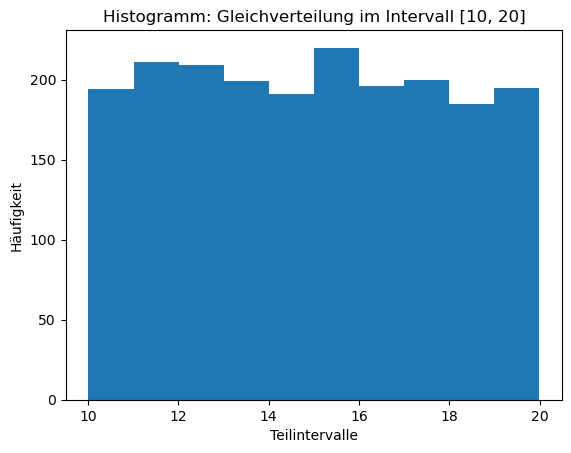 Histogramm: Gleichverteilung im Intervall [10, 20]
Häufigkeit
200
150
100
50
0
10 12 14 16 18 20
Teilintervalle